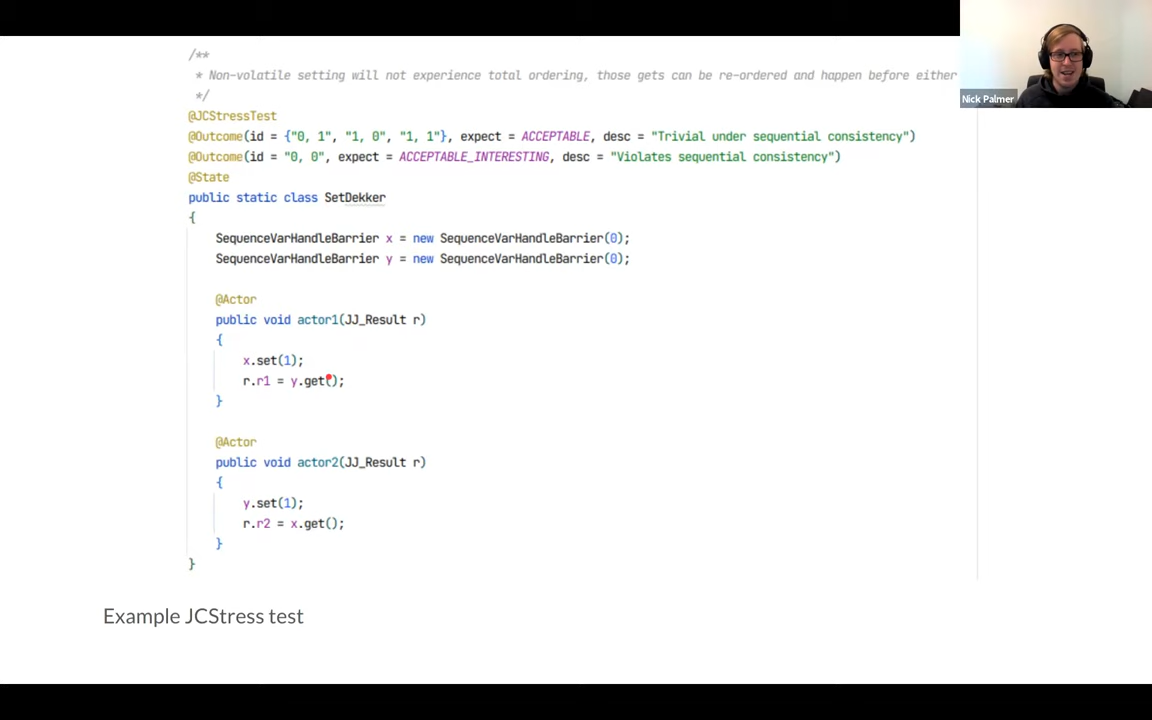 /**
* Non-volatile setting will not experience total ordering, those gets can be re-ordered and happen before either
*/
@JCStressTest
@Outcome(id = {"0, 1", "1, 0", "1, 1"}, expect = ACCEPTABLE, desc = "Trivial under sequential consistency")
@Outcome(id = "0, 0", expect = ACCEPTABLE_INTERESTING, desc = "Violates sequential consistency")
@State
public static class SetDekker
{
SequenceVarHandleBarrier x = new SequenceVarHandleBarrier(0);
SequenceVarHandleBarrier y = new SequenceVarHandleBarrier(0);
@Actor
public void actor1(JJ_Result r)
{
x.set(1);
r.r1 = y.get();
}
@Actor
public void actor2(JJ_Result r)
{
y.set(1);
r.r2 = x.get();
}
}
Example JCStress test
Nick Palmer